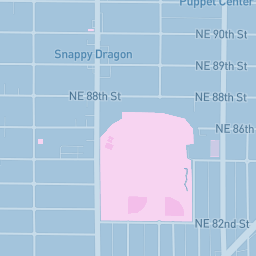 Puppet Center
NE 90th St
Snappy Dragon
NE 89th St
NE 88th St
NE 88th St
NE 86th
NE 82nd St